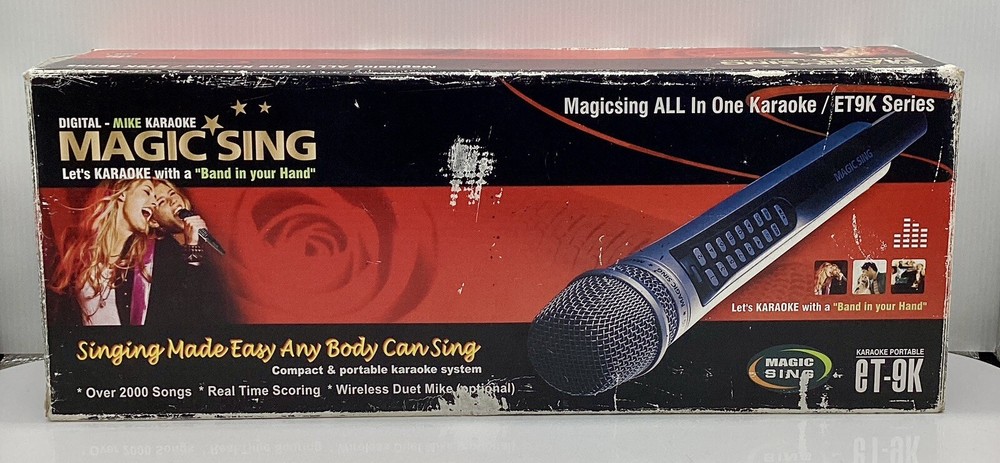 DIGITAL - MIKE KARAOKE
MAGIC SING
Let's KARAOKE with a "Band in your Hand"
Magicsing ALL In One Karaoke / ET9K Series
MAGIC SING
MAGIC SING
Let's KARAOKE with a "Band in your Hand"
Singing Made Easy Any Body Can Sing
Compact & portable karaoke system
* Over 2000 Songs * Real Time Scoring * Wireless Duet Mike (optional)
MAGIC
SING
KARAOKE PORTABLE
eT-9K